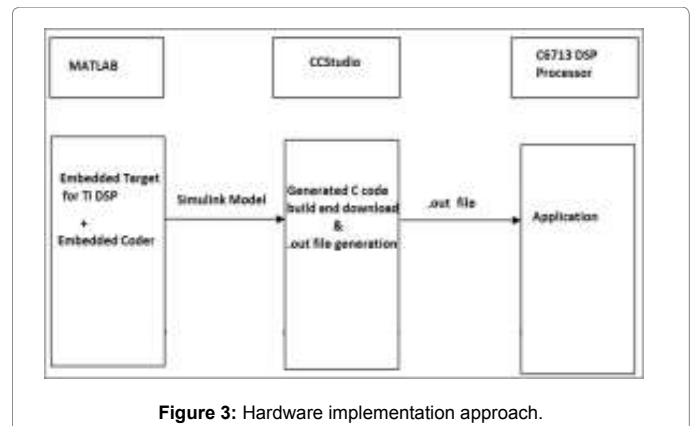 MATLAB
CCStudio
C6713 DSP
Processor
Embedded Target
for TI DSP
+
Embedded Coder
Simulink Model
Generated C code
build and download
&
.out file generation
.out file
Application
Figure 3: Hardware implementation approach.